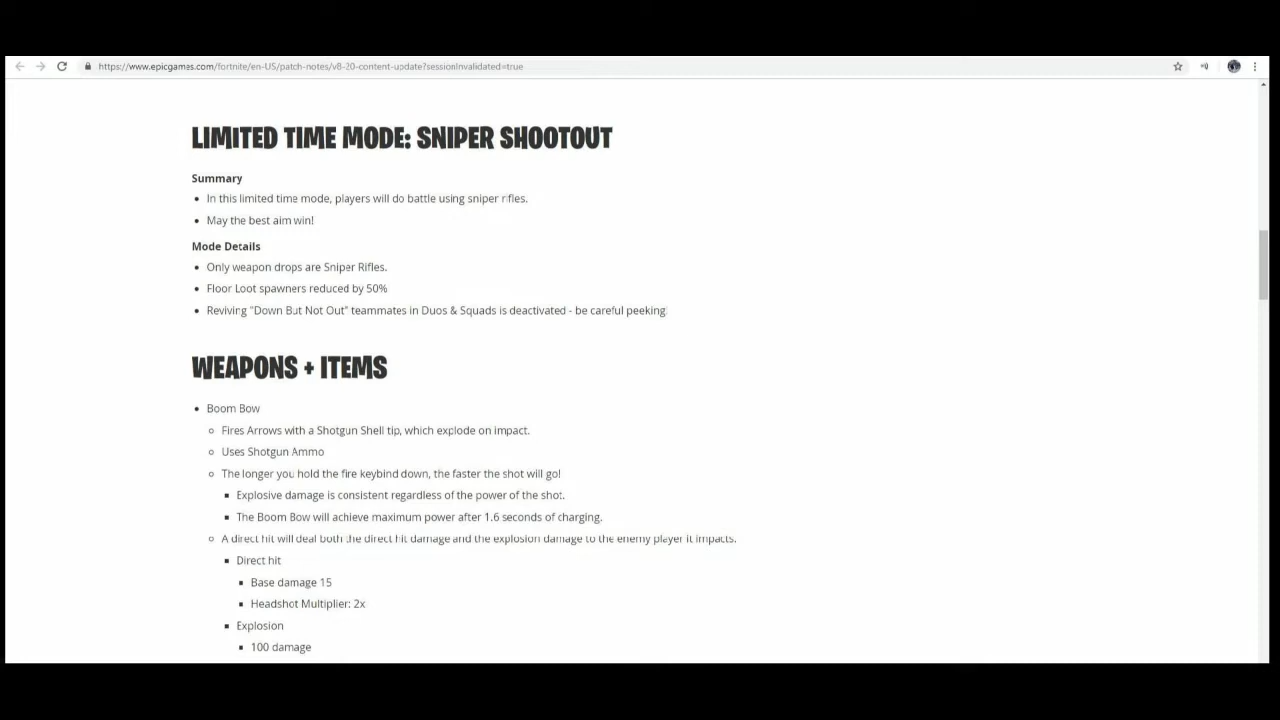 https://www.epicgames.com/fortnite/en-US/patch-notes/v8-20-content-update?sessionInvalidated=true
LIMITED TIME MODE: SNIPER SHOOTOUT
Summary
In this limited time mode, players will do battle using sniper rifles.
May the best aim win!
Mode Details
Only weapon drops are Sniper Rifles.
Floor Loot spawners reduced by 50%
Reviving "Down But Not Out" teammates in Duos & Squads is deactivated - be careful peeking!
WEAPONS + ITEMS
Boom Bow
Fires Arrows with a Shotgun Shell tip, which explode on impact.
Uses Shotgun Ammo
The longer you hold the fire keybind down, the faster the shot will go!
Explosive damage is consistent regardless of the power of the shot.
The Boom Bow will achieve maximum power after 1.6 seconds of charging.
A direct hit will deal both the direct hit damage and the explosion damage to the enemy player it impacts.
Direct hit
Base damage 15
Headshot Multiplier: 2x
Explosion
100 damage